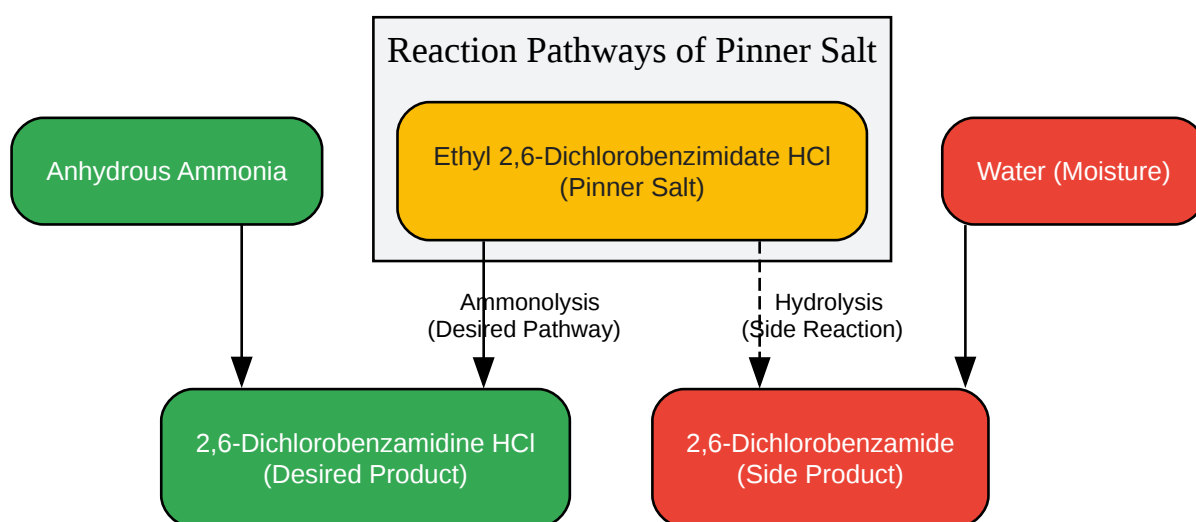 Reaction Pathways of Pinner Salt
Anhydrous Ammonia
Ethyl 2,6-Dichlorobenzimidate HCl
(Pinner Salt)
Water (Moisture)
Ammonolysis
(Desired Pathway)
Hydrolysis
(Side Reaction)
2,6-Dichlorobenzamidine HCl
(Desired Product)
2,6-Dichlorobenzamide
(Side Product)